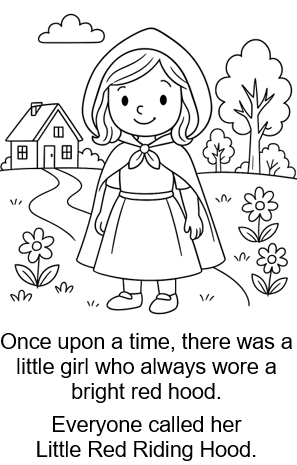 Once upon a time, there was a
little girl who always wore a
bright red hood.
Everyone called her
Little Red Riding Hood.